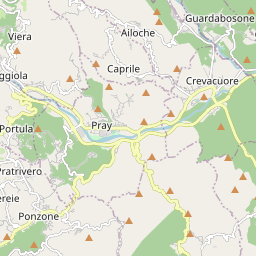 Guardabosone
Viera
Ailoche
Caprile
ggiola
Crevacuore
Portula
Pray
Pratrivero
ereie
Ponzone